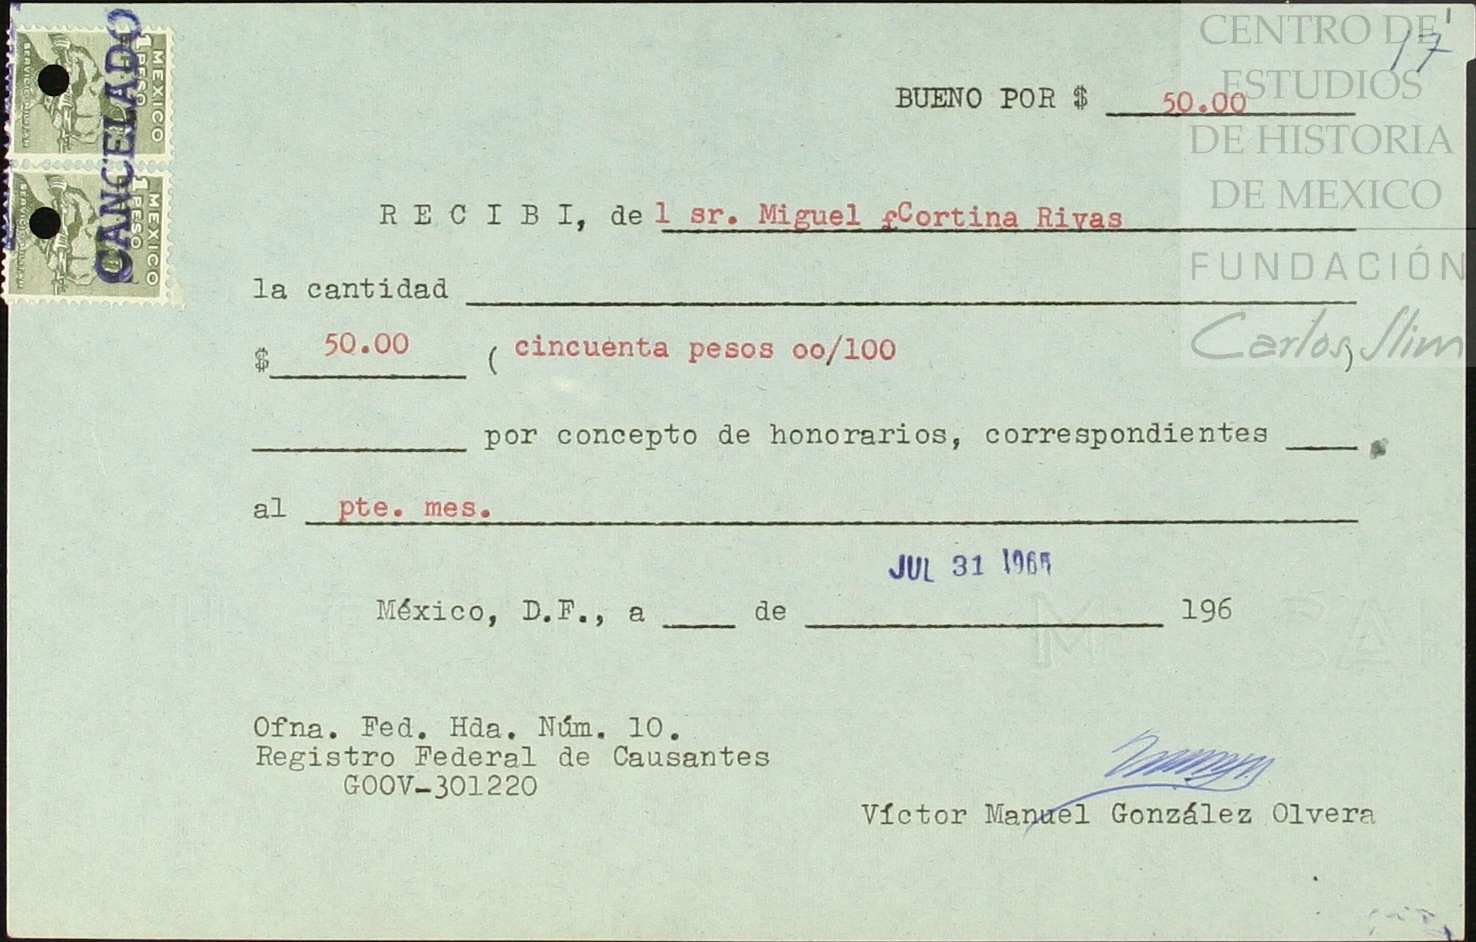 17
CENTRO DE
ESTUDIOS
DE HISTORIA
DE MEXICO
FUNDACIÓN
Carlos Slim
MEXICO
1 PESO
MEXICO
1 PESO
CANCELADO
BUENO POR $ 50.00
R E C I B I, de l sr. Miguel Cortina Rivas
la cantidad
$ 50.00 ( cincuenta pesos oo/100 )
por concepto de honorarios, correspondientes
al pte. mes.
JUL 31
México, D.F., a ____ de ____ 196
Ofna. Fed. Hda. Núm. 10.
Registro Federal de Causantes
GOOV-301220
Víctor Manuel González Olvera